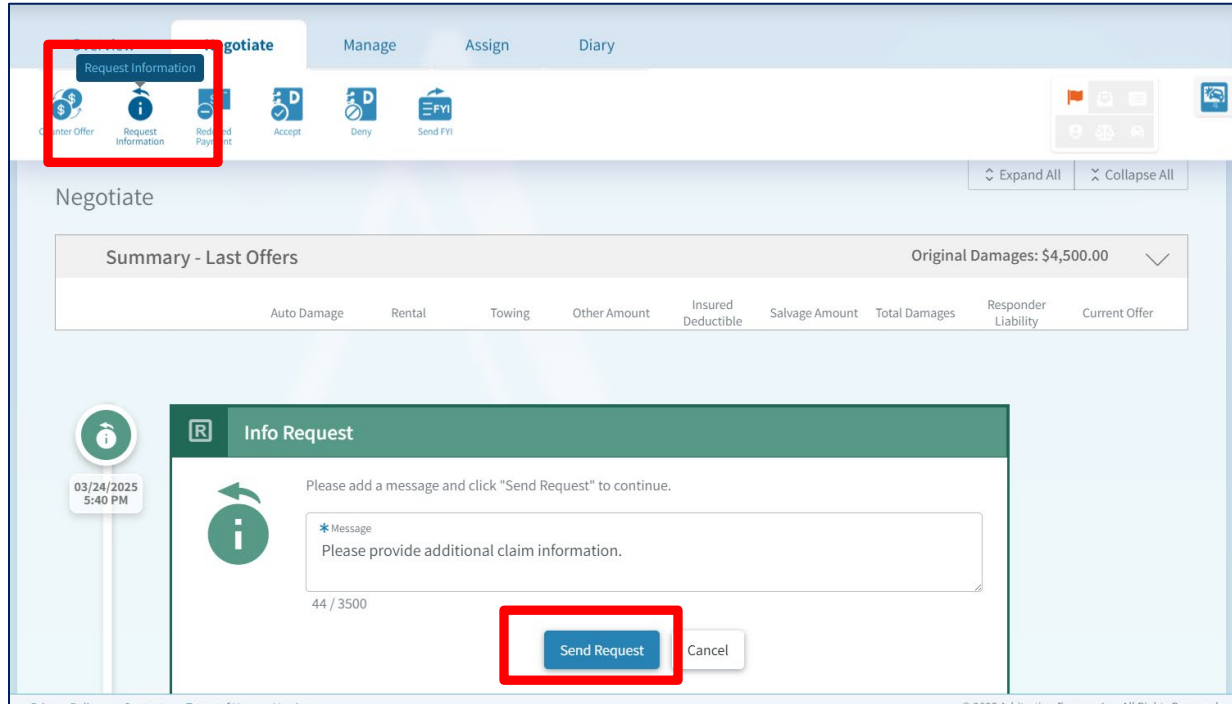 Negotiate Manage Assign Diary
Request Information
Request Information
Accept
Deny
Send FYI
FYI
Expand All
Collapse All
Negotiate
Summary - Last Offers Original Damages: $4,500.00
Auto Damage Rental Towing Other Amount Insured Deductible Salvage Amount Total Damages Responder Liability Current Offer
R Info Request
03/24/2025
5:40 PM
Please add a message and click "Send Request" to continue.
*Message
Please provide additional claim information.
44 / 3500
Send Request Cancel